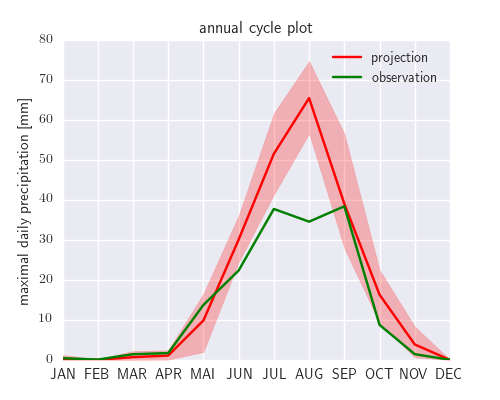 annual cycle plot
projection
observation
maximal daily precipitation [mm]
80
70
60
50
40
30
20
10
0
JAN FEB MAR APR MAI JUN JUL AUG SEP OCT NOV DEC